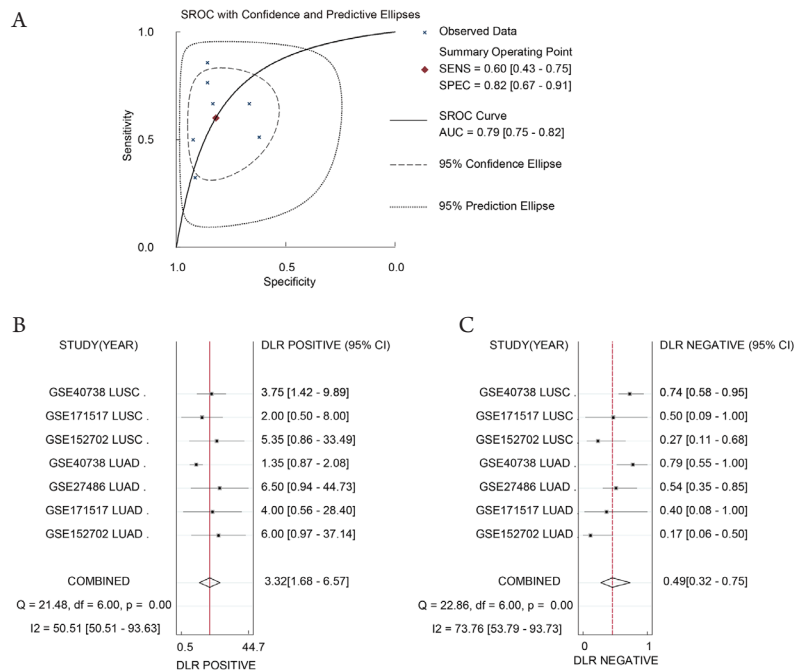 A
SROC with Confidence and Predictive Ellipses
1.0
0.5
0.0
Sensitivity
1.0
0.5
0.0
Specificity
Observed Data
Summary Operating Point
SENS = 0.60 [0.43 - 0.75]
SPEC = 0.82 [0.67 - 0.91]
SROC Curve
AUC = 0.79 [0.75 - 0.82]
95% Confidence Ellipse
95% Prediction Ellipse
B
STUDY(YEAR) DLR POSITIVE (95% CI)
GSE40738 LUSC . 3.75 [1.42 - 9.89]
GSE171517 LUSC . 2.00 [0.50 - 8.00]
GSE152702 LUSC . 5.35 [0.86 - 33.49]
GSE40738 LUAD . 1.35 [0.87 - 2.08]
GSE27486 LUAD . 6.50 [0.94 - 44.73]
GSE171517 LUAD . 4.00 [0.56 - 28.40]
GSE152702 LUAD . 6.00 [0.97 - 37.14]
COMBINED 3.32[1.68 - 6.57]
Q = 21.48, df = 6.00, p = 0.00
I2 = 50.51 [50.51 - 93.63]
0.5 44.7
DLR POSITIVE
C
STUDY(YEAR) DLR NEGATIVE (95% CI)
GSE40738 LUSC . 0.74 [0.58 - 0.95]
GSE171517 LUSC . 0.50 [0.09 - 1.00]
GSE152702 LUSC . 0.27 [0.11 - 0.68]
GSE40738 LUAD . 0.79 [0.55 - 1.00]
GSE27486 LUAD . 0.54 [0.35 - 0.85]
GSE171517 LUAD . 0.40 [0.08 - 1.00]
GSE152702 LUAD . 0.17 [0.06 - 0.50]
COMBINED 0.49[0.32 - 0.75]
Q = 22.86, df = 6.00, p = 0.00
I2 = 73.76 [53.79 - 93.73]
0 1
DLR NEGATIVE